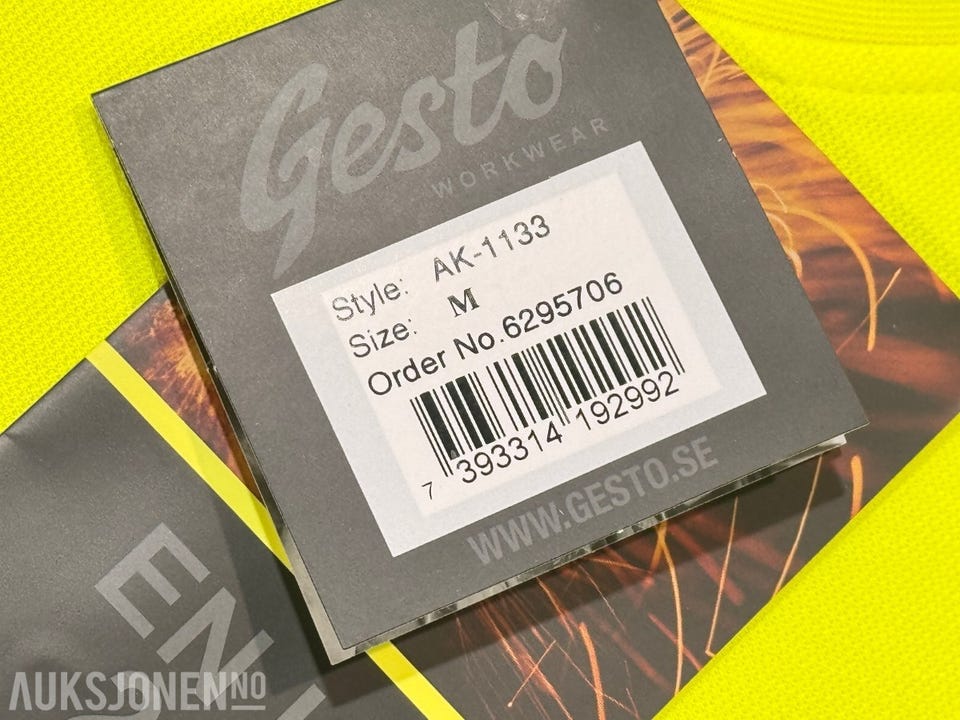 Gesto
WORKWEAR
Style: AK-1133
Size: M
Order No.6295706
7 393314 192992
WWW.GESTO.SE
AUKSJONEN NO